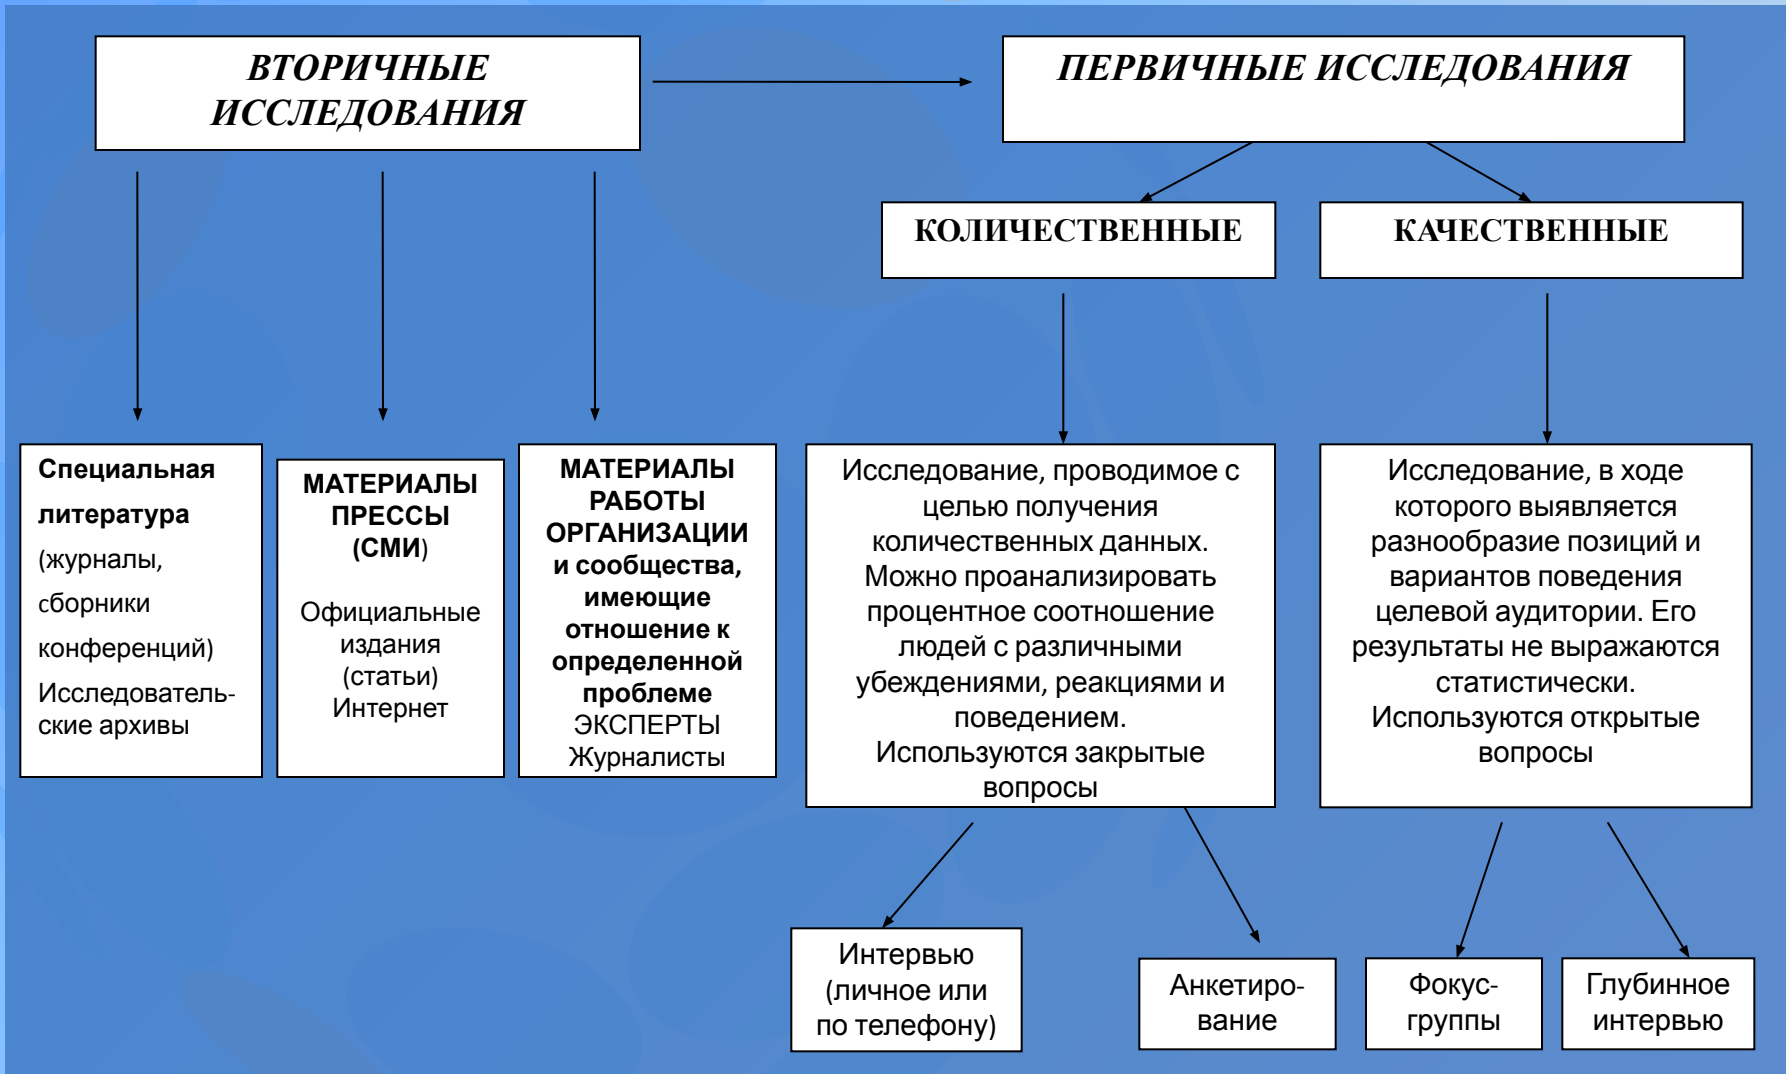 ВТОРИЧНЫЕ
ИССЛЕДОВАНИЯ
ПЕРВИЧНЫЕ ИССЛЕДОВАНИЯ
КОЛИЧЕСТВЕННЫЕ
КАЧЕСТВЕННЫЕ
Специальная
литература
(журналы,
сборники
конференций)
Исследователь-
ские архивы
МАТЕРИАЛЫ
ПРЕССЫ
(СМИ)
Официальные
издания
(статьи)
Интернет
МАТЕРИАЛЫ
РАБОТЫ
ОРГАНИЗАЦИИ
и сообщества,
имеющие
отношение к
определенной
проблеме
ЭКСПЕРТЫ
Журналисты
Исследование, проводимое с
целью получения
количественных данных.
Можно проанализировать
процентное соотношение
людей с различными
убеждениями, реакциями и
поведением.
Используются закрытые
вопросы
Исследование, в ходе
которого выявляется
разнообразие позиций и
вариантов поведения
целевой аудитории. Его
результаты не выражаются
статистически.
Используются открытые
вопросы
Интервью
(личное или
по телефону)
Анкетиро-
вание
Фокус-
группы
Глубинное
интервью